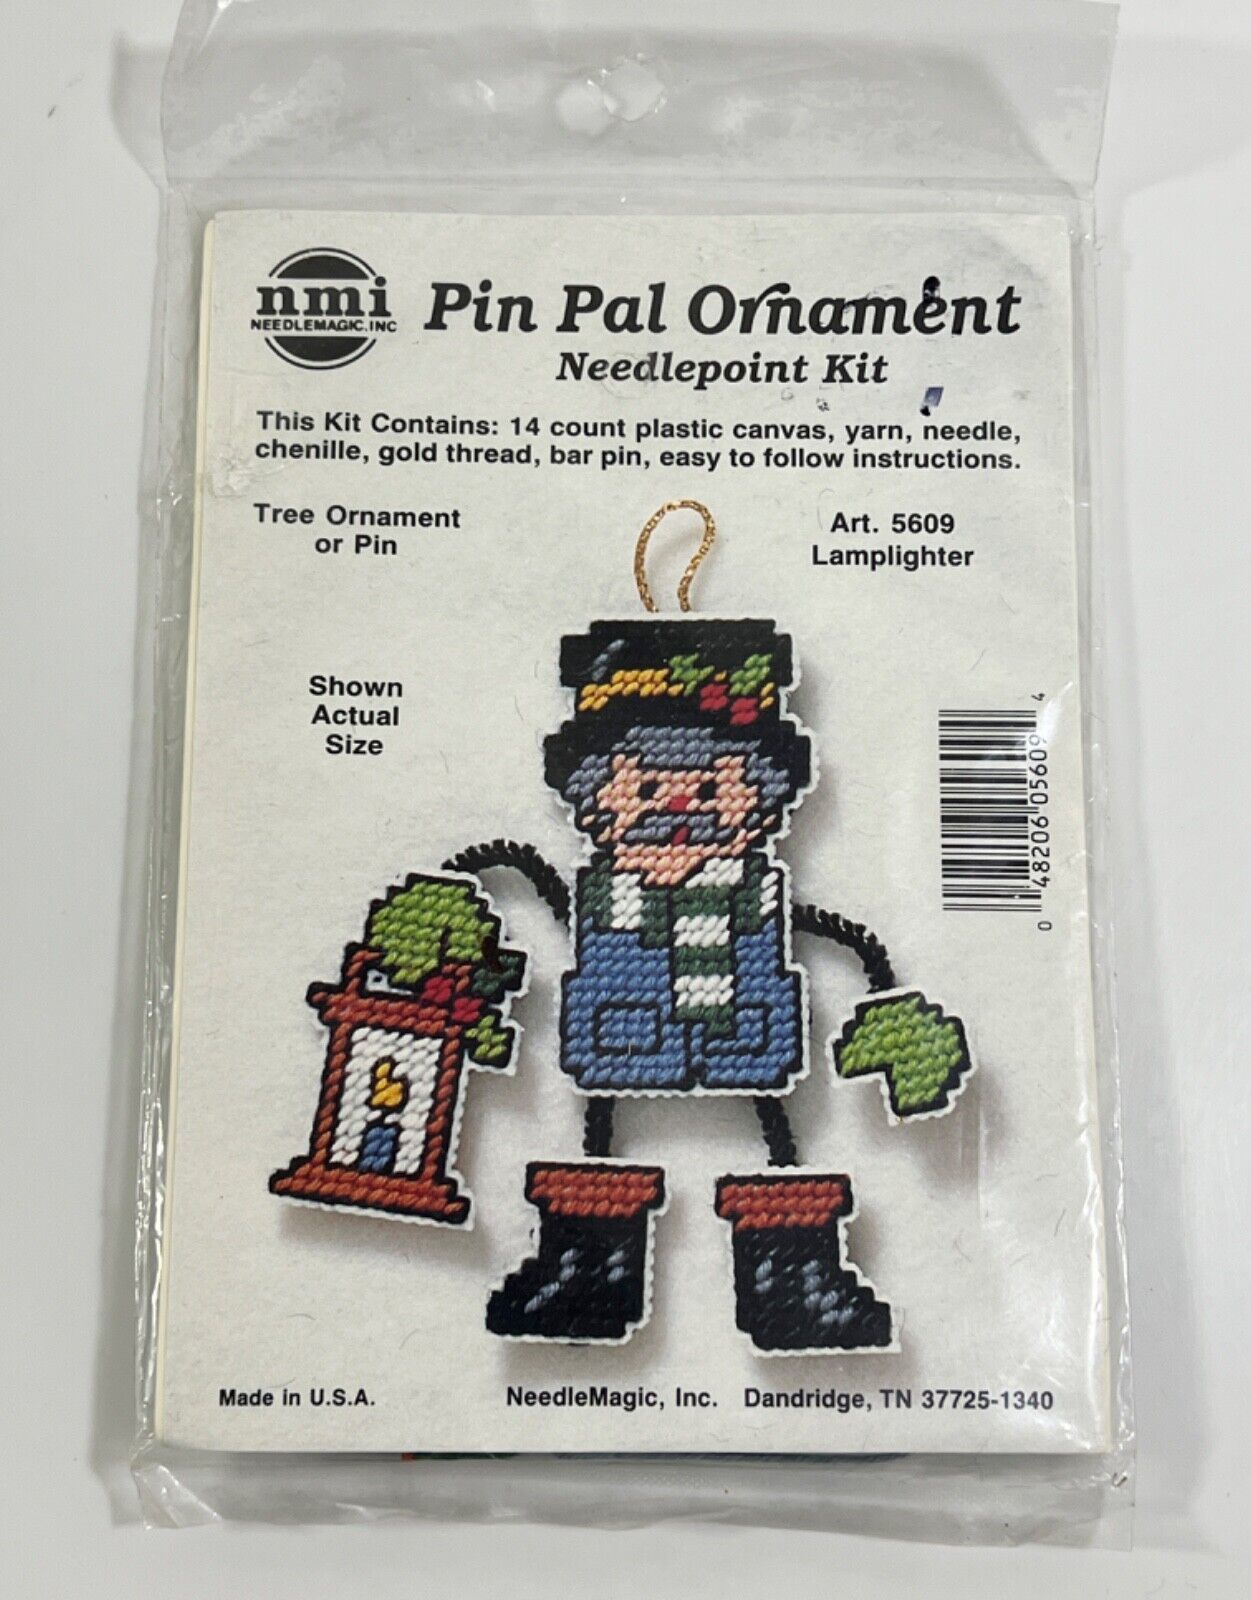 nmi
NEEDLEMAGIC.INC
Pin Pal Ornament
Needlepoint Kit
This Kit Contains: 14 count plastic canvas, yarn, needle,
chenille, gold thread, bar pin, easy to follow instructions.
Tree Ornament
or Pin
Art. 5609
Lamplighter
Shown
Actual
Size
0 48206 05609 4
Made in U.S.A.
NeedleMagic, Inc. Dandridge, TN 37725-1340